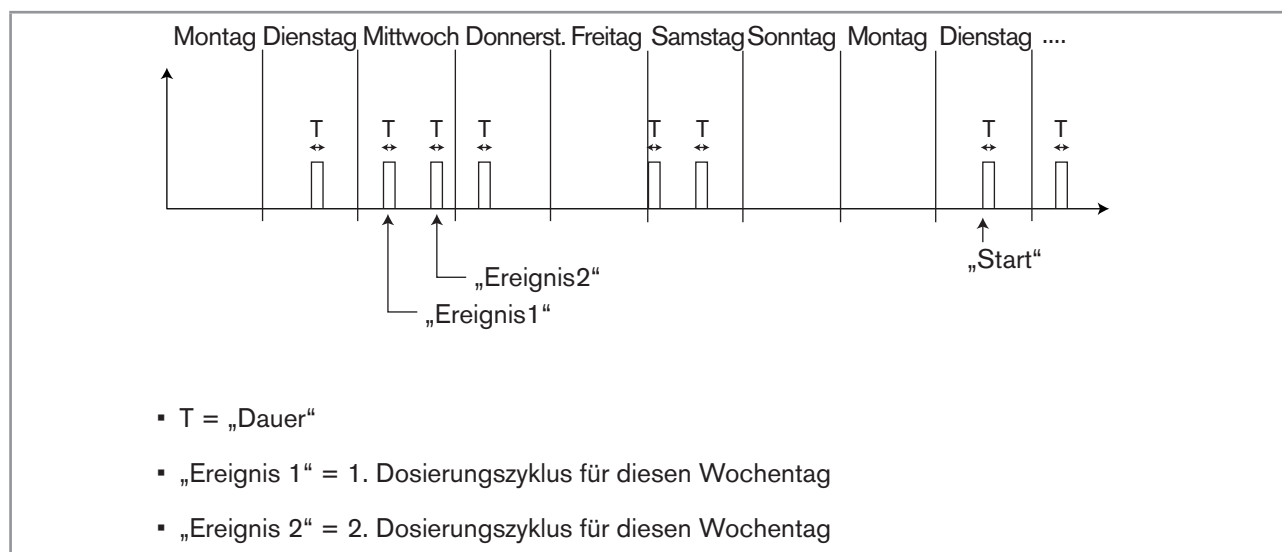 Montag Dienstag Mittwoch Donnerst. Freitag Samstag Sonntag Montag Dienstag ....
T T T T T T T T
„Start“
„Ereignis2“
„Ereignis1“
▪ T = „Dauer“
▪ „Ereignis 1“ = 1. Dosierungszyklus für diesen Wochentag
▪ „Ereignis 2“ = 2. Dosierungszyklus für diesen Wochentag